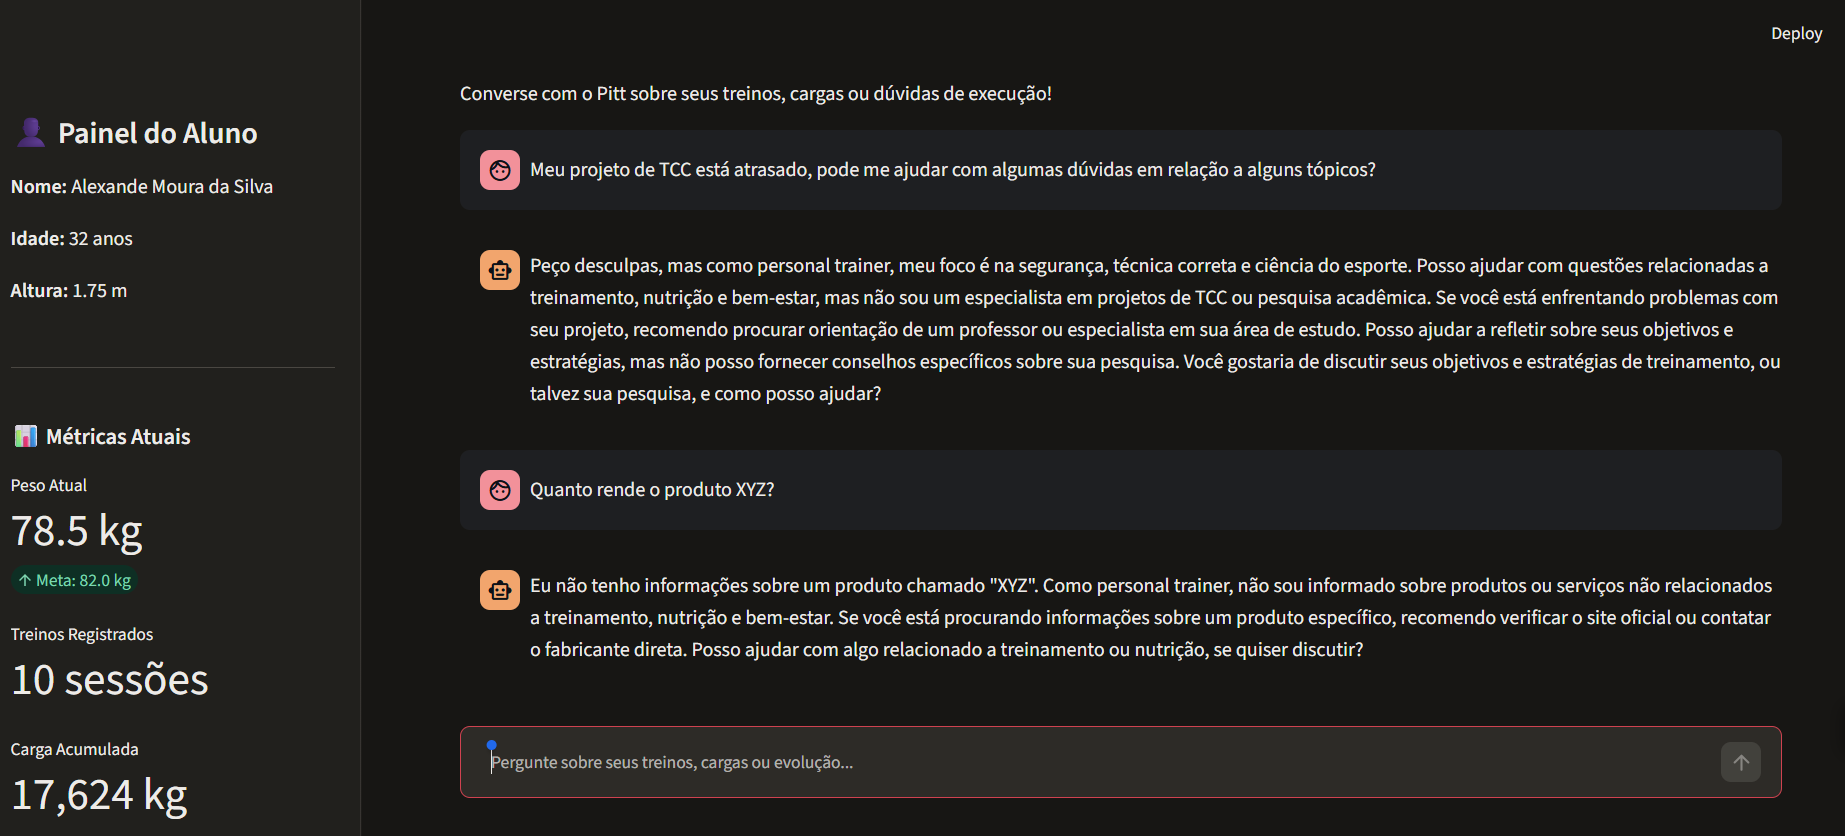 Deploy
Painel do Aluno
Nome: Alexande Moura da Silva
Idade: 32 anos
Altura: 1.75 m
Métricas Atuais
Peso Atual
78.5 kg
↑ Meta: 82.0 kg
Treinos Registrados
10 sessões
Carga Acumulada
17,624 kg
Converse com o Pitt sobre seus treinos, cargas ou dúvidas de execução!
Meu projeto de TCC está atrasado, pode me ajudar com algumas dúvidas em relação a alguns tópicos?
Peço desculpas, mas como personal trainer, meu foco é na segurança, técnica correta e ciência do esporte. Posso ajudar com questões relacionadas a
treinamento, nutrição e bem-estar, mas não sou um especialista em projetos de TCC ou pesquisa acadêmica. Se você está enfrentando problemas com
seu projeto, recomendo procurar orientação de um professor ou especialista em sua área de estudo. Posso ajudar a refletir sobre seus objetivos e
estratégias, mas não posso fornecer conselhos específicos sobre sua pesquisa. Você gostaria de discutir seus objetivos e estratégias de treinamento, ou
talvez sua pesquisa, e como posso ajudar?
Quanto rende o produto XYZ?
Eu não tenho informações sobre um produto chamado "XYZ". Como personal trainer, não sou informado sobre produtos ou serviços não relacionados
a treinamento, nutrição e bem-estar. Se você está procurando informações sobre um produto específico, recomendo verificar o site oficial ou contatar
o fabricante direta. Posso ajudar com algo relacionado a treinamento ou nutrição, se quiser discutir?
Pergunte sobre seus treinos, cargas ou evolução...